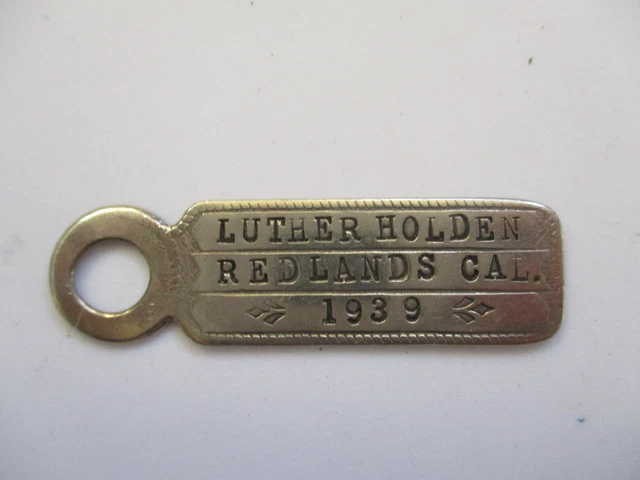 LUTHER HOLDEN
REDLANDS CAL.
1939